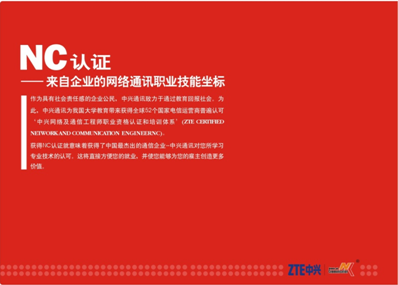 NC认证
——来自企业的网络通讯职业技能坐标
作为具有社会责任感的企业公民，中兴通讯致力于通过教育回报社会，为
此，中兴通讯为我国大学教育带来获得全球52个国家电信运营商普遍认可
‘中兴网络及通信工程师职业资格认证和培训体系’(ZTE CERTIFIED
NETWORK AND COMMUNICATION ENGINEER NC)．
获得NC认证就意味着获得了中国最杰出的通信企业-中兴通讯对您所学习
专业技术的认可，这将直接方便您的就业，并使您能够为您的雇主创造更多
价值．
ZTE中兴